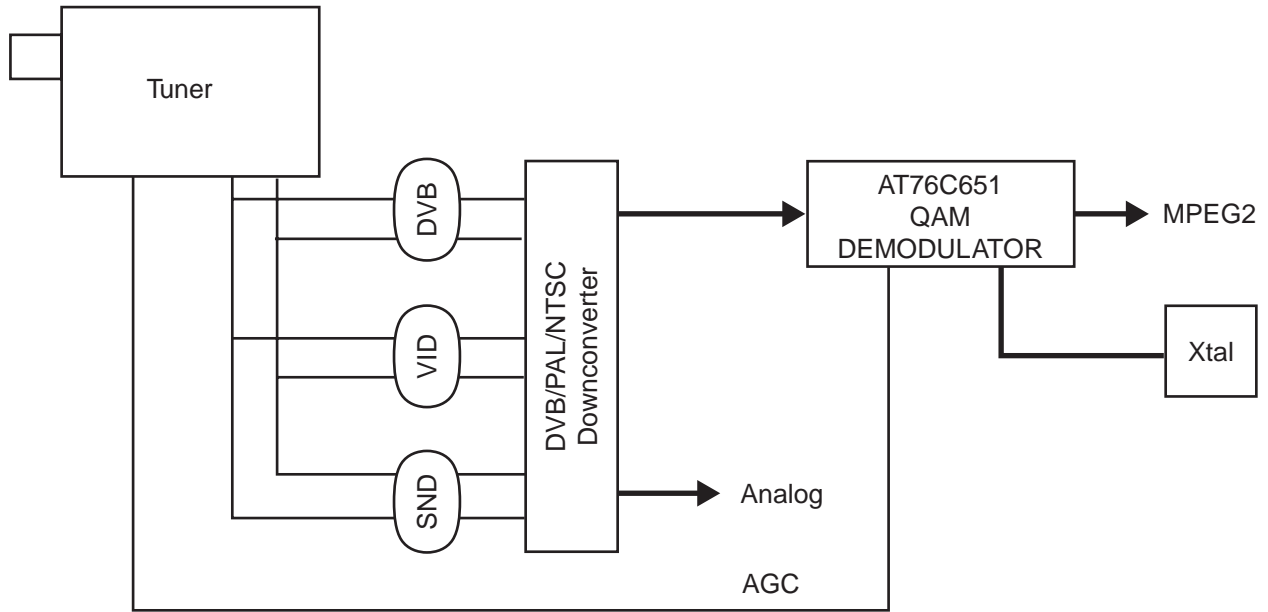 Tuner
DVB
VID
SND
DVB/PAL/NTSC
Downconverter
AT76C651
QAM
DEMODULATOR
MPEG2
Xtal
Analog
AGC